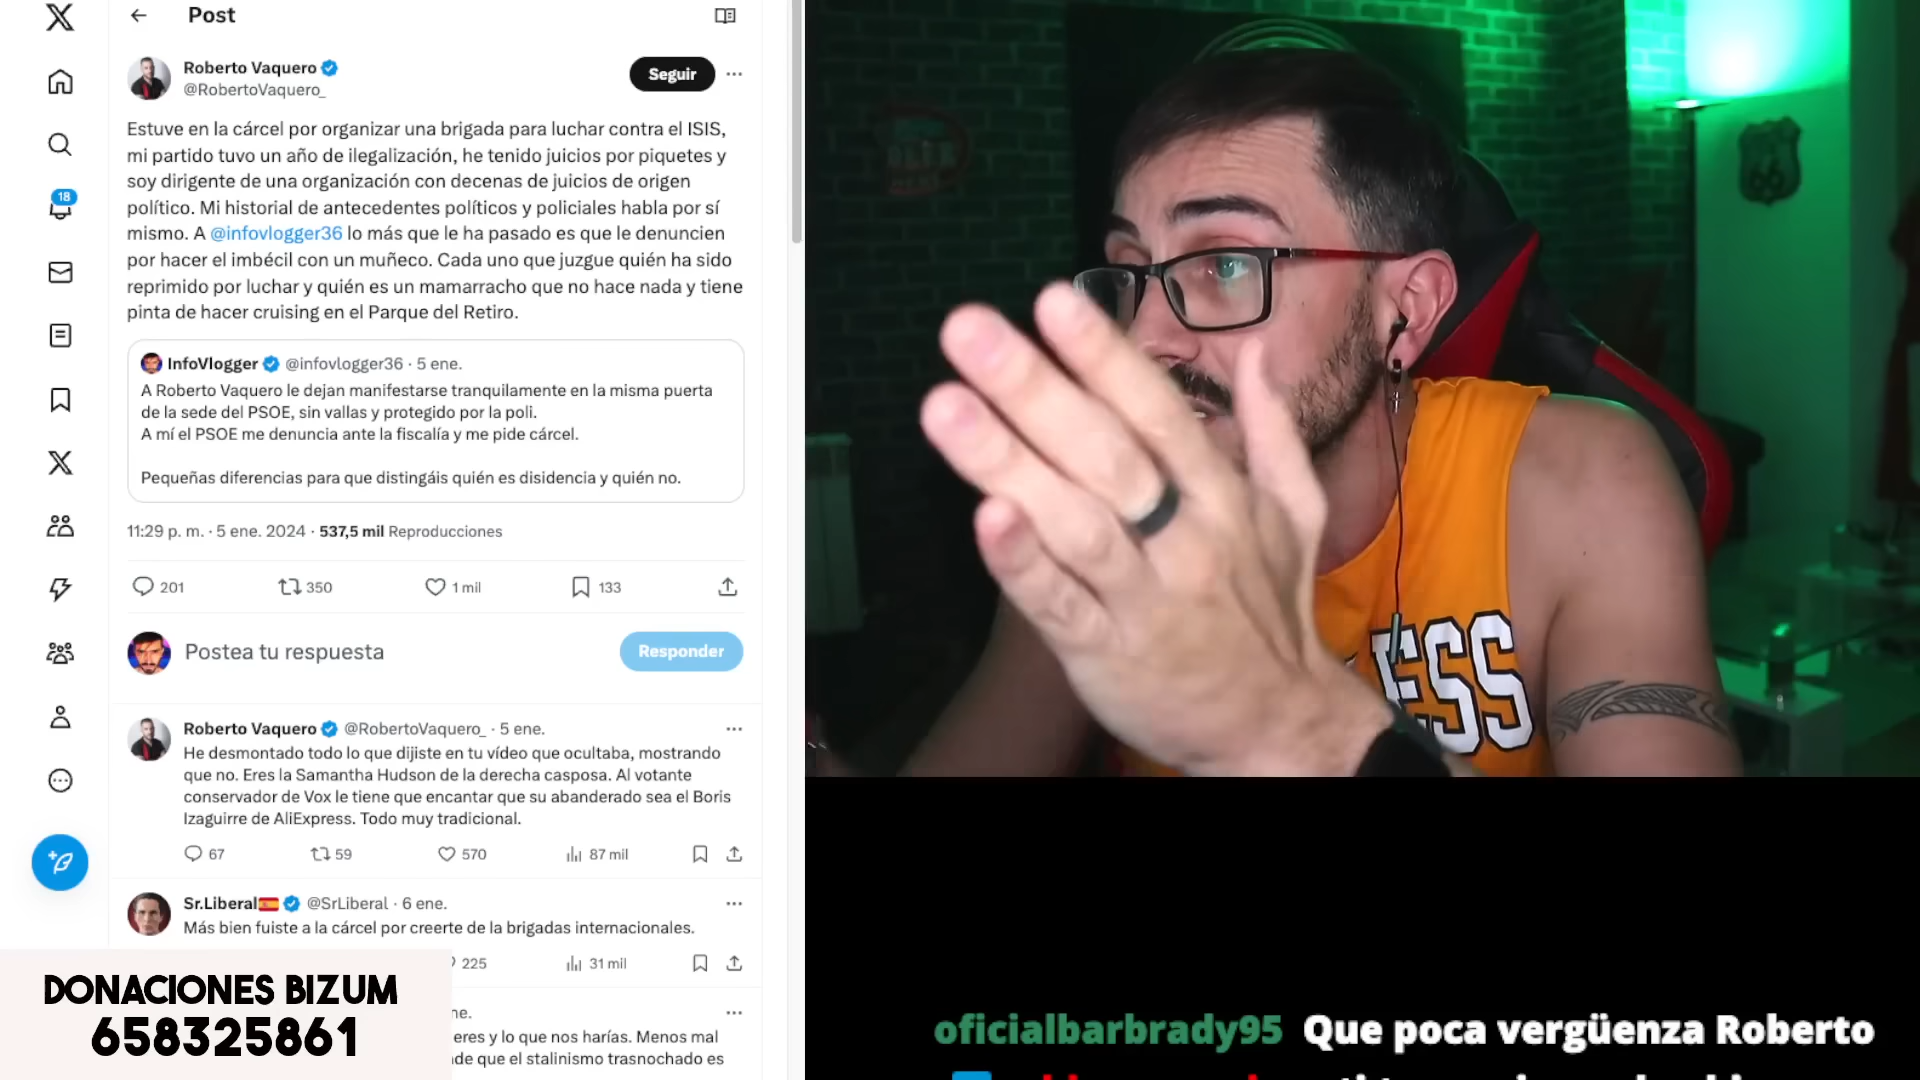 Post
Roberto Vaquero
@RobertoVaquero_
Seguir
Estuve en la cárcel por organizar una brigada para luchar contra el ISIS,
mi partido tuvo un año de ilegalización, he tenido juicios por piquetes y
soy dirigente de una organización con decenas de juicios de origen
político. Mi historial de antecedentes políticos y policiales habla por sí
mismo. A @infovlogger36 lo más que le ha pasado es que le denuncien
por hacer el imbécil con un muñeco. Cada uno que juzgue quién ha sido
reprimido por luchar y quién es un mamarracho que no hace nada y tiene
pinta de hacer cruising en el Parque del Retiro.
InfoVlogger @infovlogger36 · 5 ene.
A Roberto Vaquero le dejan manifestarse tranquilamente en la misma puerta
de la sede del PSOE, sin vallas y protegido por la poli.
A mí el PSOE me denuncia ante la fiscalía y me pide cárcel.
Pequeñas diferencias para que distingáis quién es disidencia y quién no.
11:29 p. m. · 5 ene. 2024 · 537,5 mil Reproducciones
201 350 1 mil 133
Postea tu respuesta
Responder
Roberto Vaquero @RobertoVaquero_ · 5 ene.
He desmontado todo lo que dijiste en tu vídeo que ocultaba, mostrando
que no. Eres la Samantha Hudson de la derecha casposa. Al votante
conservador de Vox le tiene que encantar que su abanderado sea el Boris
Izaguirre de AliExpress. Todo muy tradicional.
67 59 570 87 mil
Sr.Liberal @SrLiberal · 6 ene.
Más bien fuiste a la cárcel por creerte de la brigadas internacionales.
225 31 mil
ne.
eres y lo que nos harías. Menos mal
de que el stalinismo trasnochado es
18
DONACIONES BIZUM
658325861
ESS
66
oficialbarbrady95 Que poca vergüenza Roberto